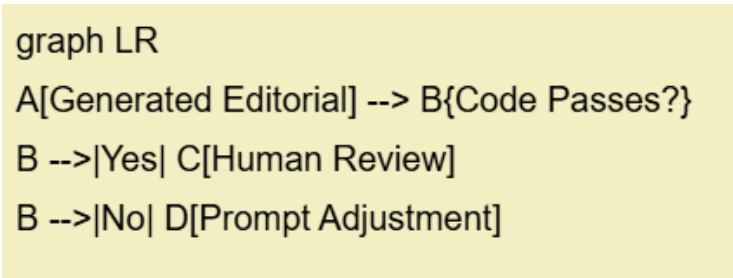 graph LR
A[Generated Editorial] --> B{Code Passes?}
B -->|Yes| C[Human Review]
B -->|No| D[Prompt Adjustment]